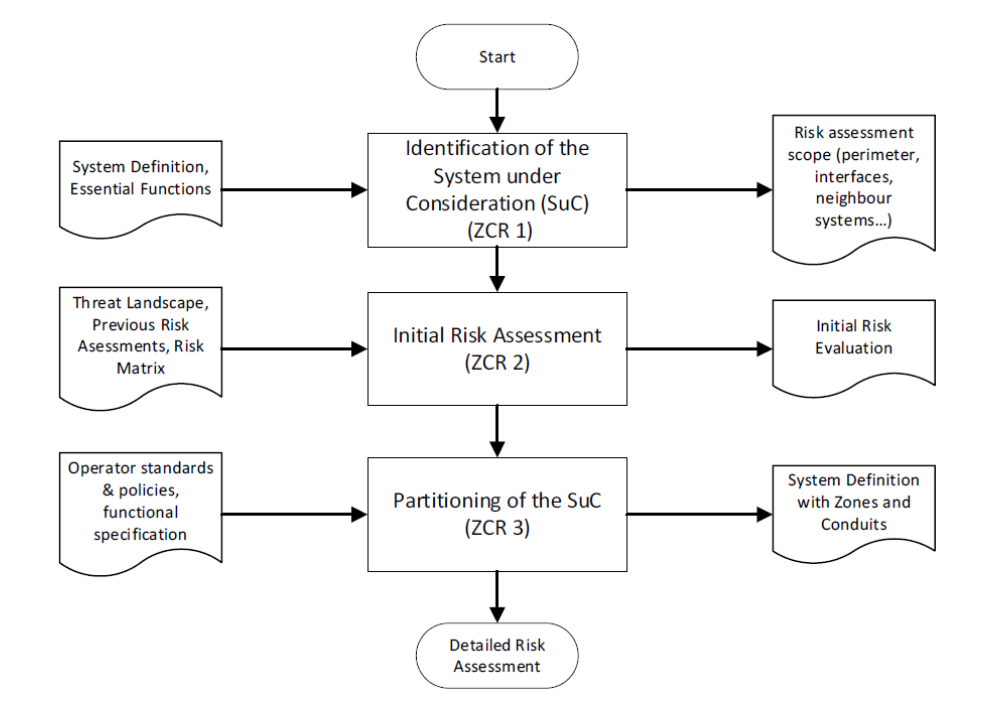 Start
System Definition,
Essential Functions
Identification of the
System under
Consideration (SuC)
(ZCR 1)
Risk assessment
scope (perimeter,
interfaces,
neighbour
systems...)
Threat Landscape,
Previous Risk
Asessments, Risk
Matrix
Initial Risk Assessment
(ZCR 2)
Initial Risk
Evaluation
Operator standards
& policies,
functional
specification
Partitioning of the SuC
(ZCR 3)
System Definition
with Zones and
Conduits
Detailed Risk
Assessment